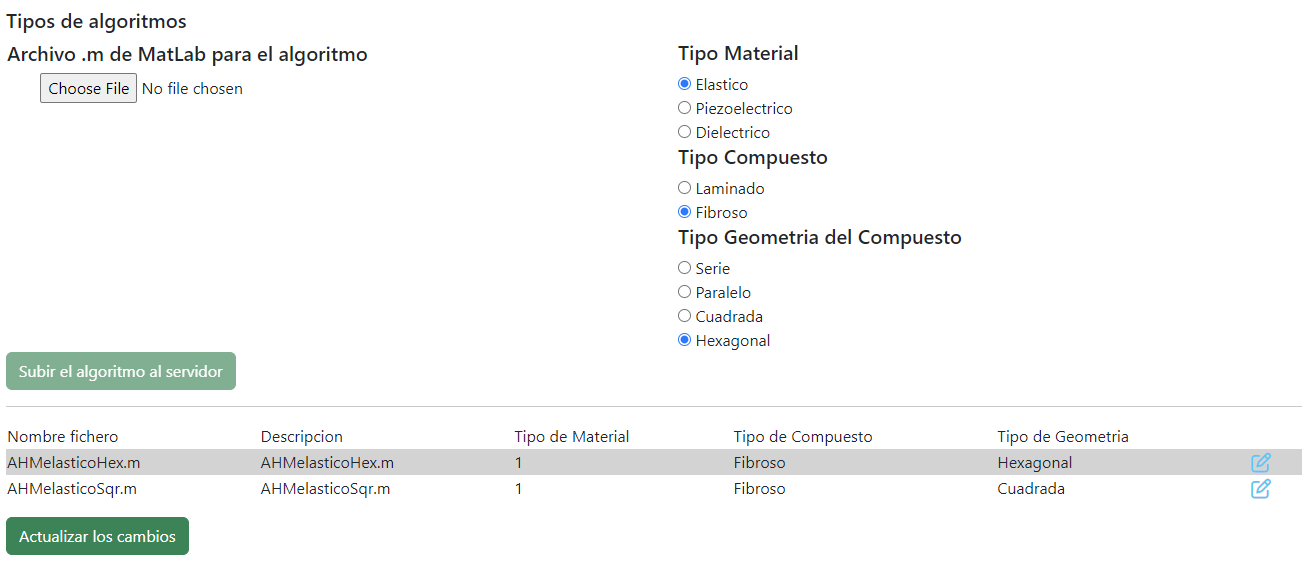 Tipos de algoritmos
Archivo .m de MatLab para el algoritmo
Choose File No file chosen
Tipo Material
Elastico
Piezoelectrico
Dielectrico
Tipo Compuesto
Laminado
Fibroso
Tipo Geometria del Compuesto
Serie
Paralelo
Cuadrada
Hexagonal
Subir el algoritmo al servidor
Nombre fichero Descripcion Tipo de Material Tipo de Compuesto Tipo de Geometria
AHMelasticoHex.m AHMelasticoHex.m 1 Fibroso Hexagonal
AHMelasticoSqr.m AHMelasticoSqr.m 1 Fibroso Cuadrada
Actualizar los cambios